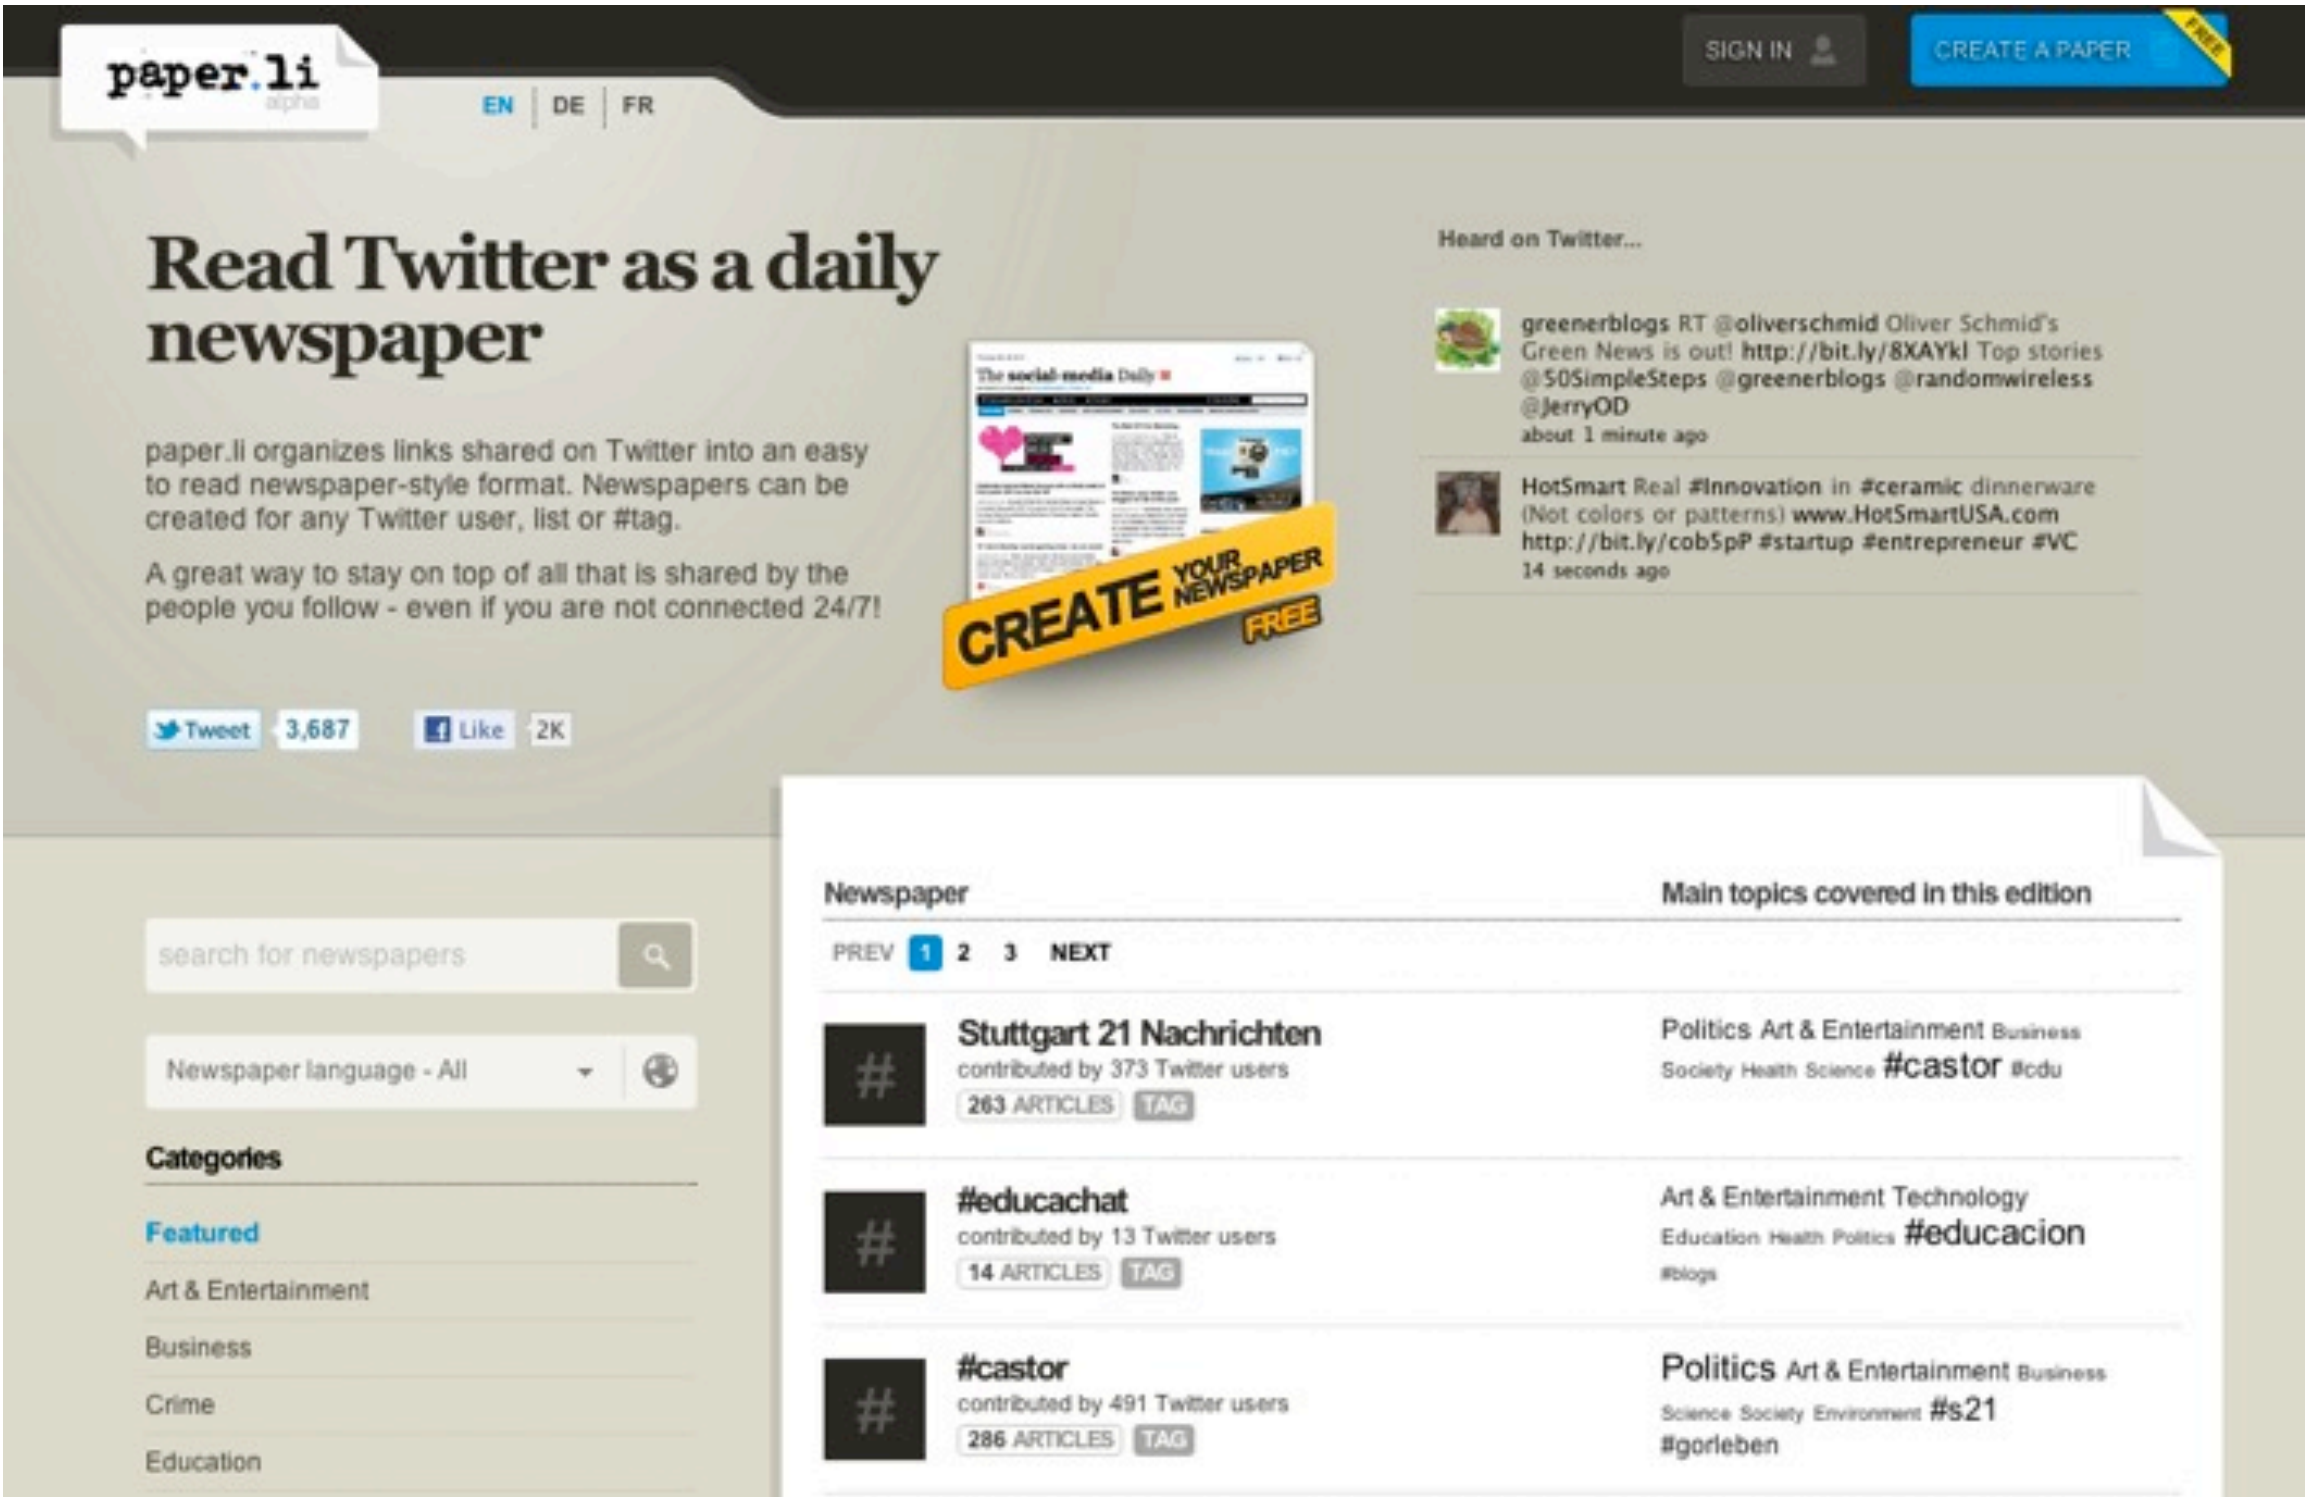 paper.li
alpha
EN DE FR
SIGN IN
CREATE A PAPER
FREE
Read Twitter as a daily
newspaper
paper.li organizes links shared on Twitter into an easy
to read newspaper-style format. Newspapers can be
created for any Twitter user, list or #tag.
A great way to stay on top of all that is shared by the
people you follow - even if you are not connected 24/7!
Tweet 3,687 Like 2K
The social-media Daily
CREATE YOUR
NEWSPAPER
FREE
Heard on Twitter...
greenerblogs RT @oliverschmid Oliver Schmid's
Green News is out! http://bit.ly/8XAYkl Top stories
@50SimpleSteps @greenerblogs @randomwireless
@JerryOD
about 1 minute ago
HotSmart Real #Innovation in #ceramic dinnerware
(Not colors or patterns) www.HotSmartUSA.com
http://bit.ly/cob5pP #startup #entrepreneur #VC
14 seconds ago
search for newspapers
Newspaper language - All
Categories
Featured
Art & Entertainment
Business
Crime
Education
Newspaper
Main topics covered in this edition
PREV 1 2 3 NEXT
Stuttgart 21 Nachrichten
contributed by 373 Twitter users
263 ARTICLES TAG
Politics Art & Entertainment Business
Society Health Science #castor #cdu
#educachat
contributed by 13 Twitter users
14 ARTICLES TAG
Art & Entertainment Technology
Education Health Politics #educacion
#blogs
#castor
contributed by 491 Twitter users
286 ARTICLES TAG
Politics Art & Entertainment Business
Science Society Environment #s21
#gorleben